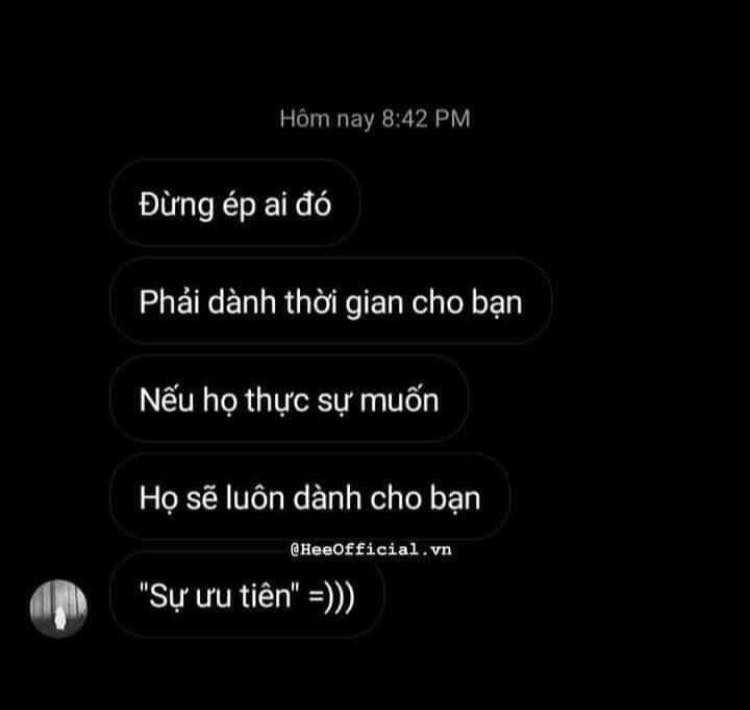 Hôm nay 8:42 PM
Đừng ép ai đó
Phải dành thời gian cho bạn
Nếu họ thực sự muốn
Họ sẽ luôn dành cho bạn
@HeeOfficial.vn
"Sự ưu tiên" =)))